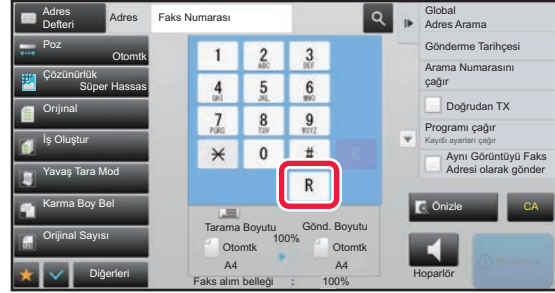 Adres
Defteri
Adres
Faks Numarası
Global
Adres Arama
Poz
Otomtk
Gönderme Tarihçesi
Çözünürlük
Süper Hassas
Arama Numarasını
çağır
Orıjınal
Doğrudan TX
İş Oluştur
Programı çağır
Kayıtlı ayarları çağır
Yavaş Tara Mod
Aynı Görüntüyü Faks
Adresi olarak gönder
Karma Boy Bel
Orijinal Sayısı
Diğerleri
1
2 ABC
3 DEF
4 GHI
5 JKL
6 MNO
7 PQRS
8 TUV
9 WXYZ
0
#
C
R
Tarama Boyutu
Gönd. Boyutu
100%
Otomtk
Otomtk
A4
A4
Faks alım belleği : 100%
Önizle
CA
Hoparlör